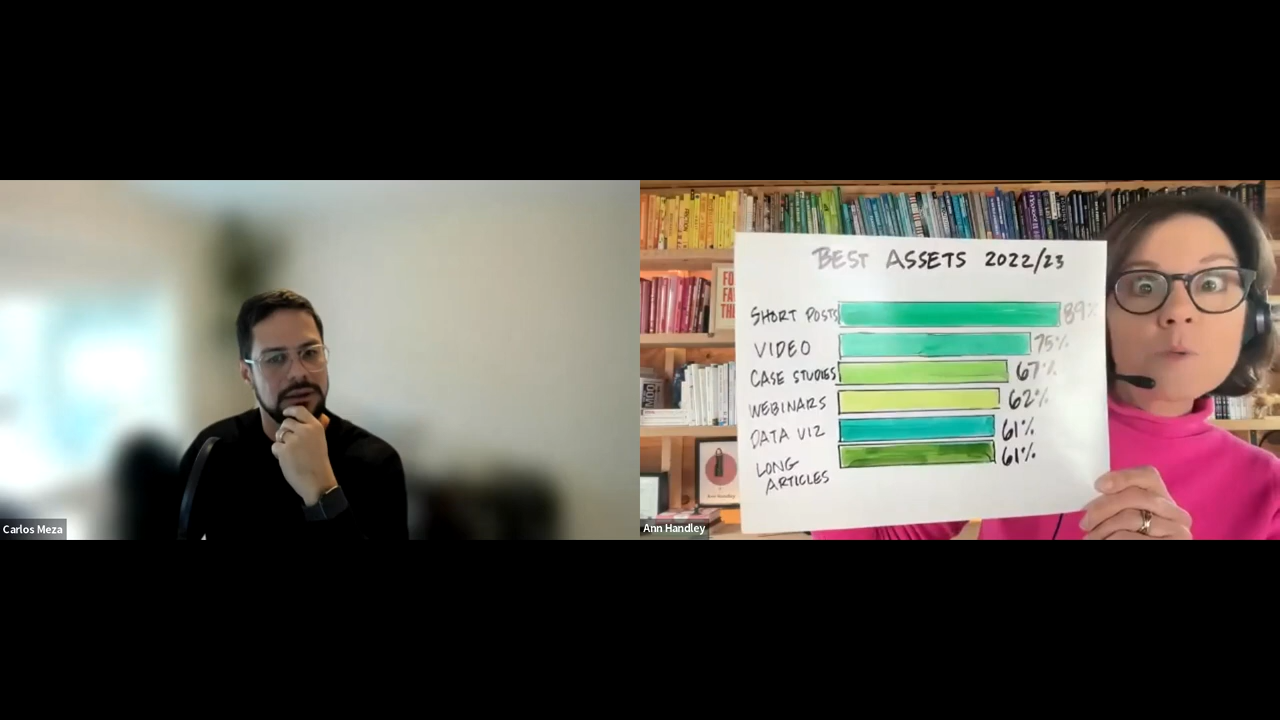 BEST ASSETS 2022/23
SHORT POSTS 89%
VIDEO 75%
CASE STUDIES 67%
WEBINARS 62%
DATA VIZ 61%
LONG ARTICLES 61%
Carlos Meza
Ann Handley